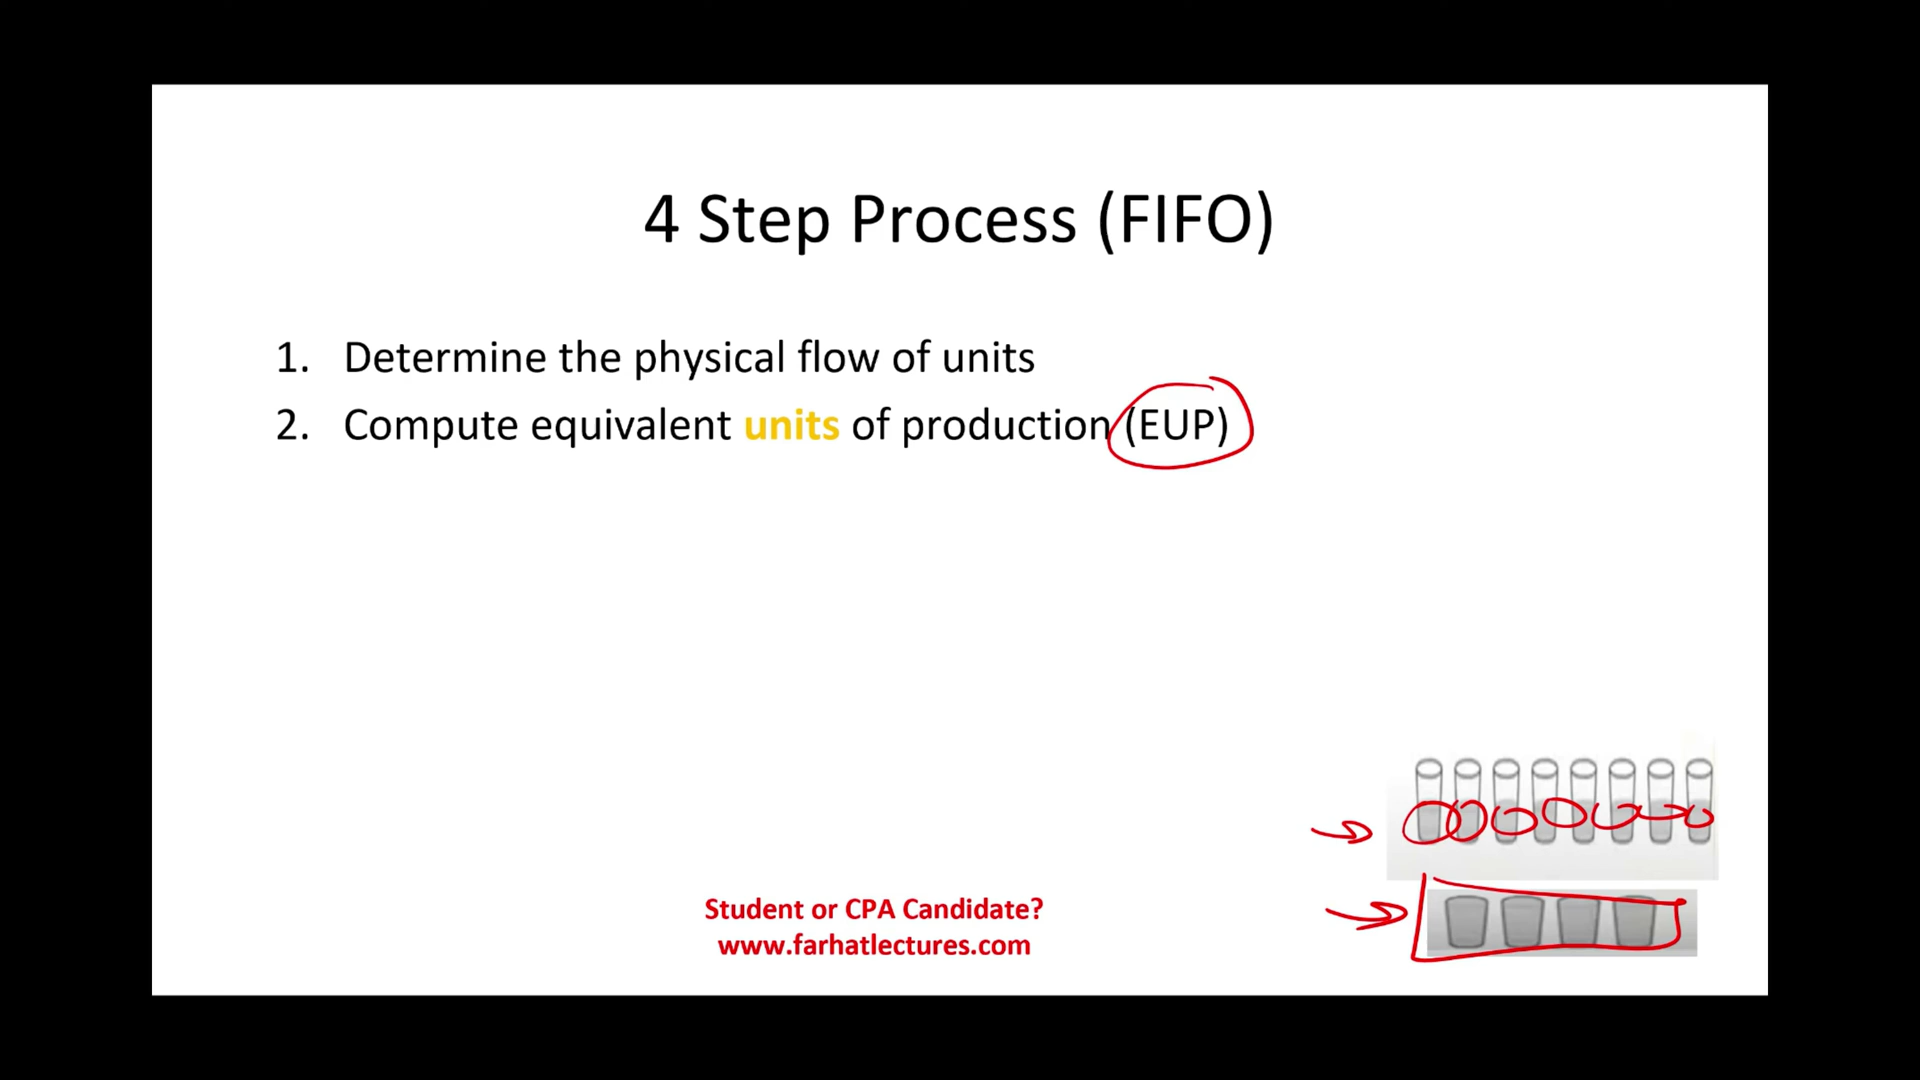 4 Step Process (FIFO)
1. Determine the physical flow of units
2. Compute equivalent units of production (EUP)
Student or CPA Candidate?
www.farhatlectures.com